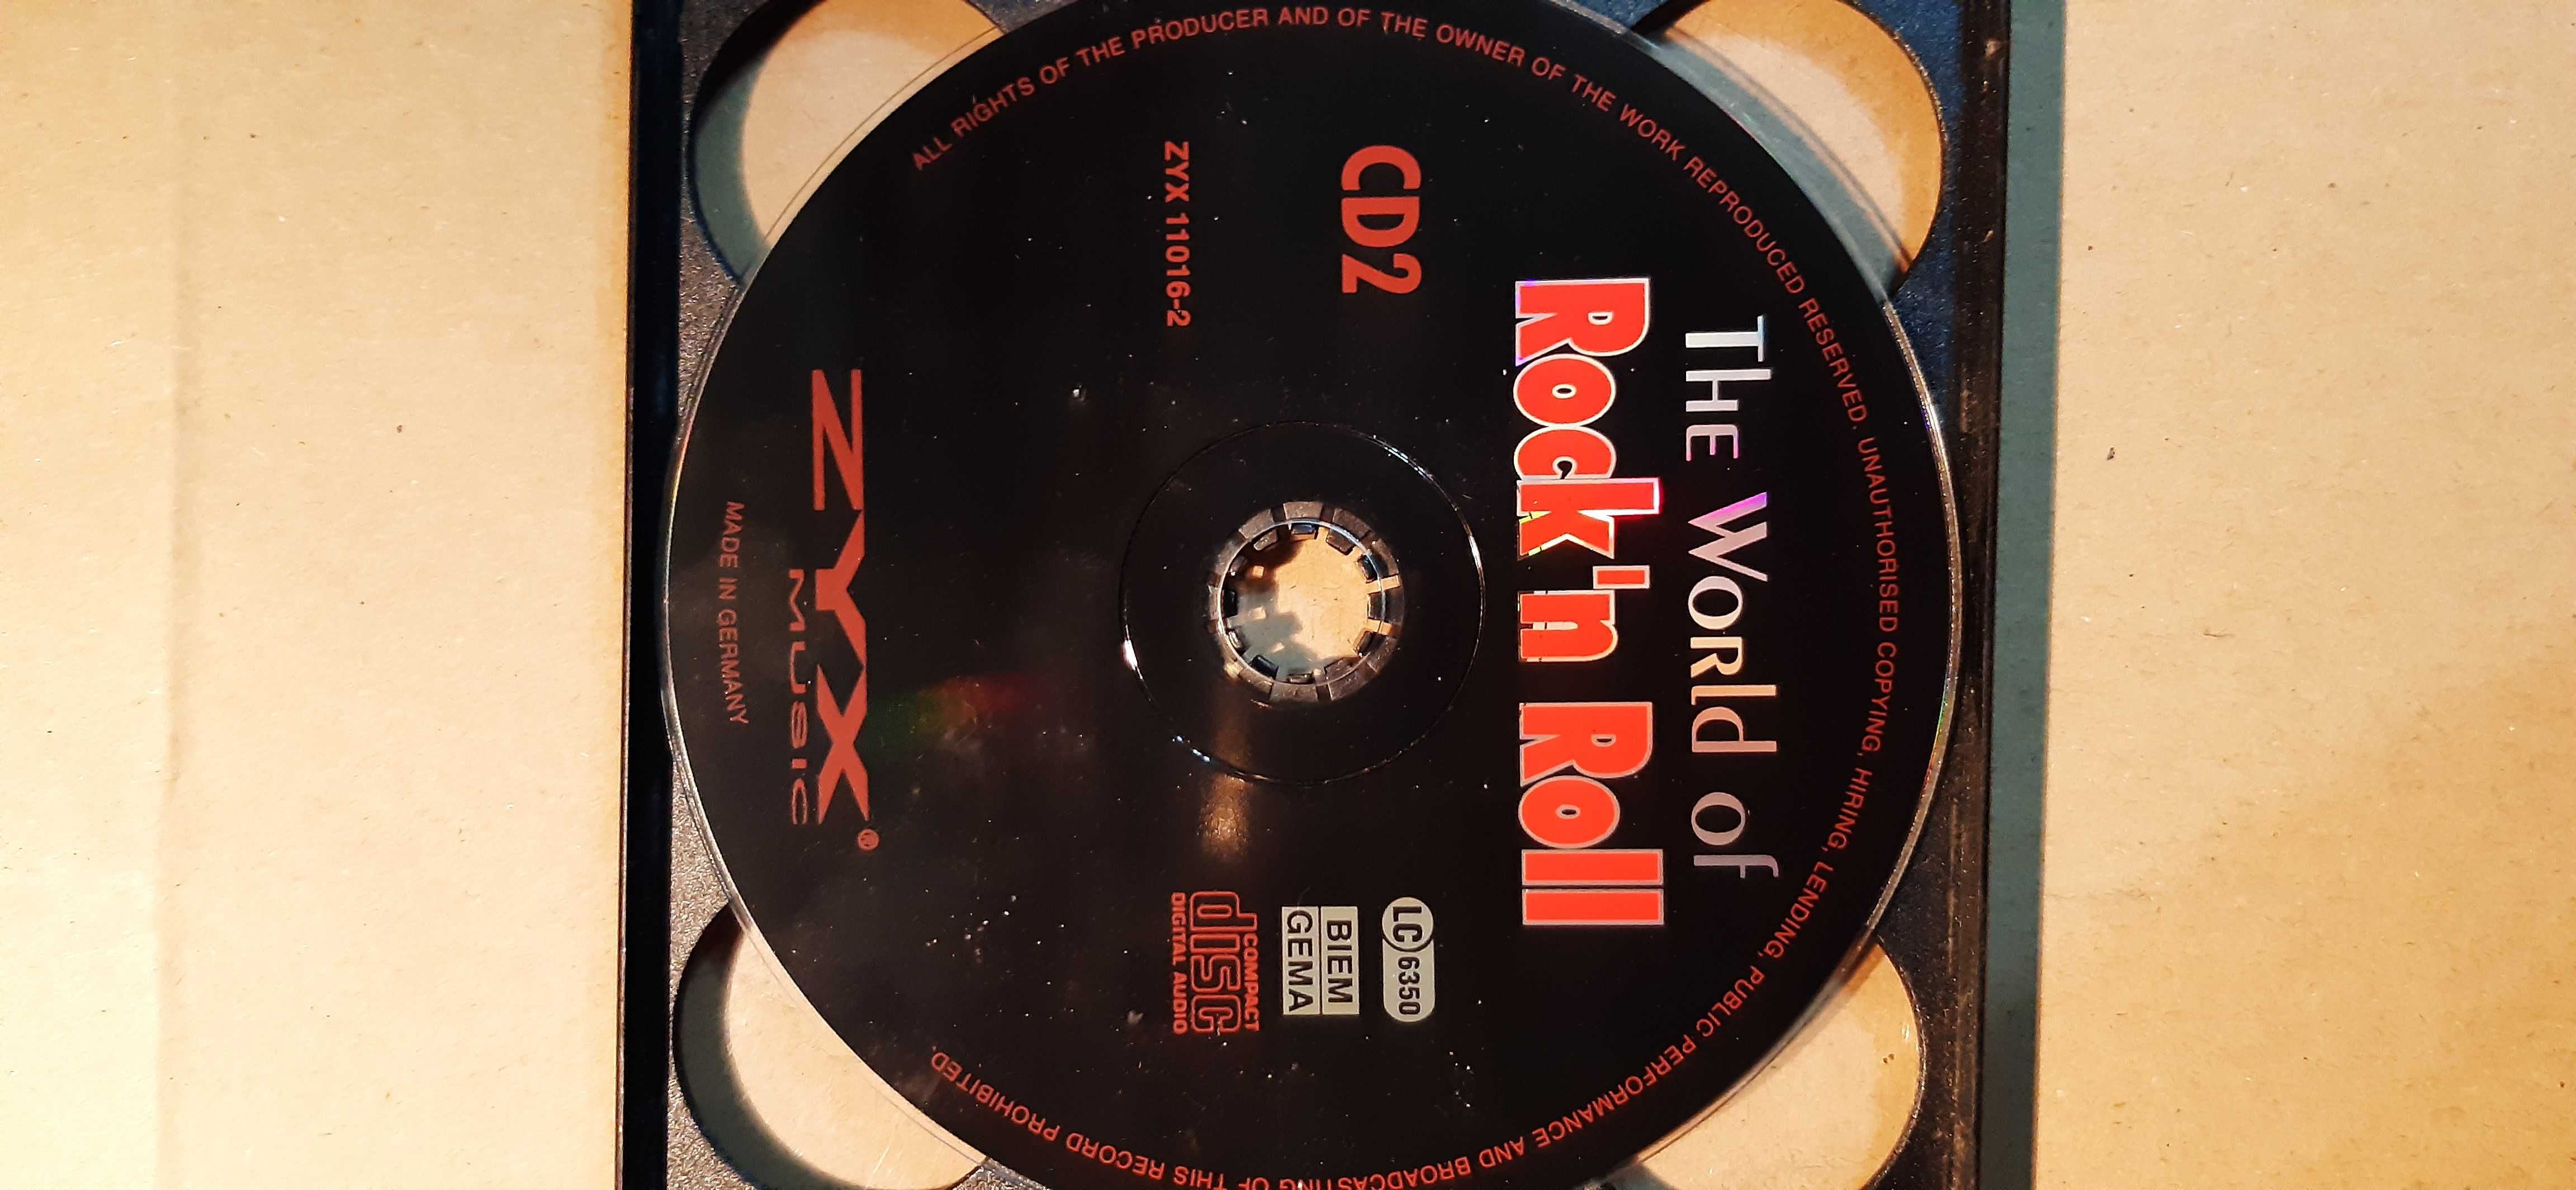 ALL RIGHTS OF THE PRODUCER AND OF THE OWNER OF THE WORK REPRODUCED RESERVED. UNAUTHORISED COPYING, HIRING, LENDING, PUBLIC PERFORMANCE AND BROADCASTING OF THIS RECORD PROHIBITED.
THE WORld of
Rock'n Roll
CD2
LC 6350
BIEM
GEMA
ZYX 11016-2
COMPACT
disc
DIGITAL AUDIO
ZYX®
MUSIC
MADE IN GERMANY